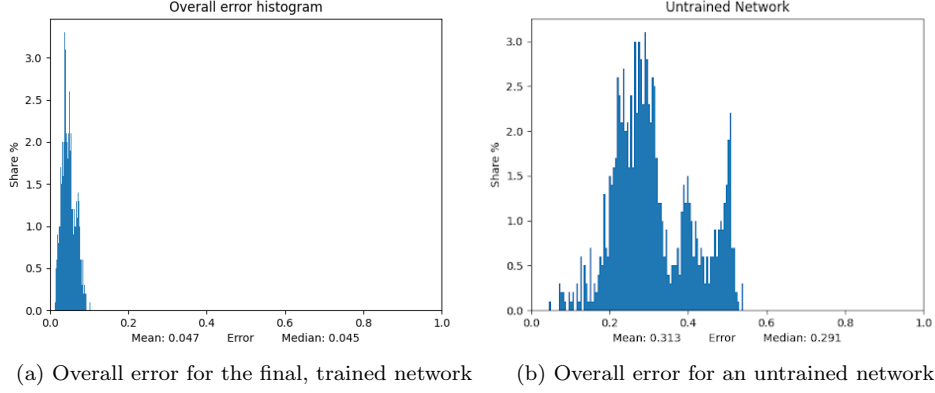 Overall error histogram
Share %
3.0
2.5
2.0
1.5
1.0
0.5
0.0
0.0 0.2 0.4 0.6 0.8 1.0
Mean: 0.047 Error Median: 0.045
(a) Overall error for the final, trained network
Untrained Network
Share %
3.0
2.5
2.0
1.5
1.0
0.5
0.0
0.0 0.2 0.4 0.6 0.8 1.0
Mean: 0.313 Error Median: 0.291
(b) Overall error for an untrained network